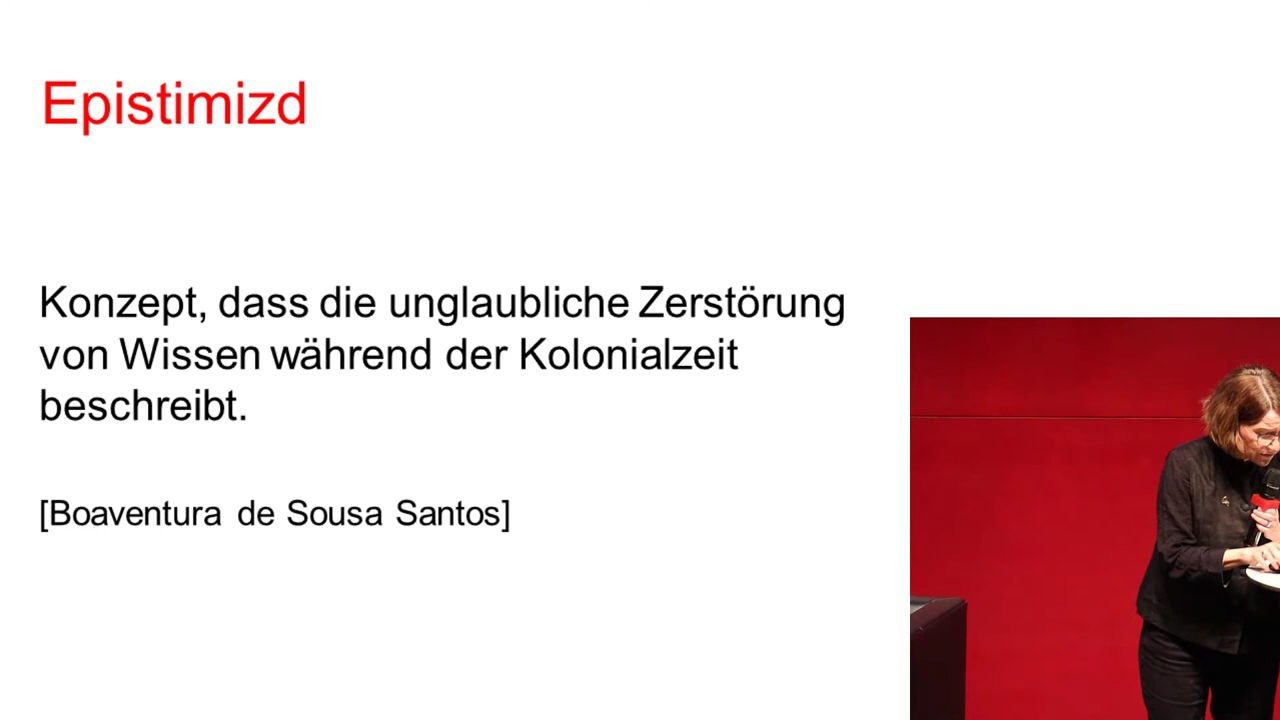 Epistimizd
Konzept, dass die unglaubliche Zerstörung
von Wissen während der Kolonialzeit
beschreibt.
[Boaventura de Sousa Santos]